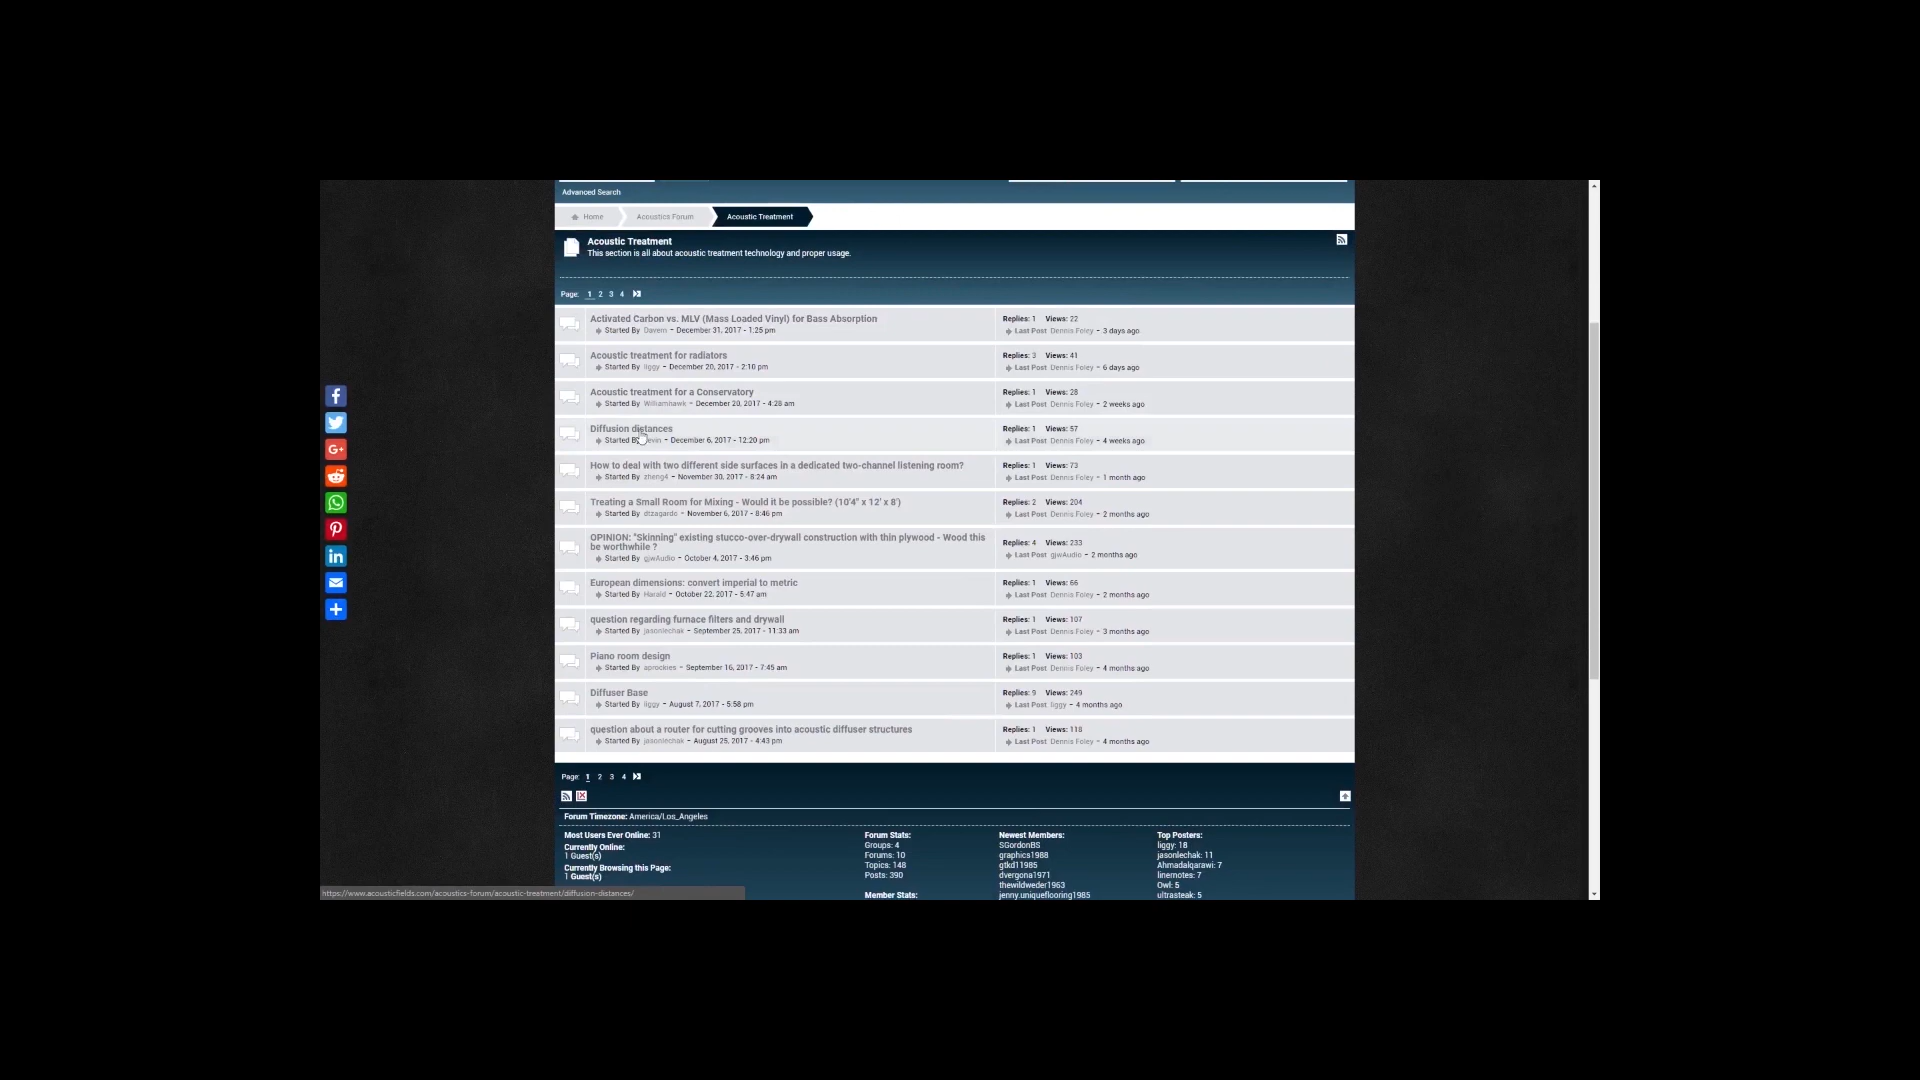 Advanced Search
Home Acoustics Forum Acoustic Treatment
Acoustic Treatment
This section is all about acoustic treatment technology and proper usage.
Page: 1 2 3 4
Activated Carbon vs. MLV (Mass Loaded Vinyl) for Bass Absorption
Replies: 1 Views: 22
Started By Davem - December 31, 2017 - 1:25 pm
Last Post Dennis Foley - 3 days ago
Acoustic treatment for radiators
Replies: 3 Views: 41
Started By liggy - December 20, 2017 - 2:10 pm
Last Post Dennis Foley - 6 days ago
Acoustic treatment for a Conservatory
Replies: 1 Views: 28
Started By Williamhawk - December 20, 2017 - 4:28 am
Last Post Dennis Foley - 2 weeks ago
Diffusion distances
Replies: 1 Views: 57
Started December 6, 2017 - 12:20 pm
Last Post Dennis Foley - 4 weeks ago
How to deal with two different side surfaces in a dedicated two-channel listening room?
Replies: 1 Views: 73
Started By zheng4 - November 30, 2017 - 8:24 am
Last Post Dennis Foley - 1 month ago
Treating a Small Room for Mixing - Would it be possible? (10'4" x 12' x 8')
Replies: 2 Views: 204
Started By dtzagardo - November 6, 2017 - 8:46 pm
Last Post Dennis Foley - 2 months ago
OPINION: "Skinning" existing stucco-over-drywall construction with thin plywood - Wood this
be worthwhile ?
Replies: 4 Views: 233
Started By gjwAudio - October 4, 2017 - 3:46 pm
Last Post gjwAudio - 2 months ago
European dimensions: convert imperial to metric
Replies: 1 Views: 66
Started By Harald - October 22, 2017 - 5:47 am
Last Post Dennis Foley - 2 months ago
question regarding furnace filters and drywall
Replies: 1 Views: 107
Started By jasonlechak - September 25, 2017 - 11:33 am
Last Post Dennis Foley - 3 months ago
Piano room design
Replies: 1 Views: 103
Started By aprockies - September 16, 2017 - 7:45 am
Last Post Dennis Foley - 4 months ago
Diffuser Base
Replies: 9 Views: 249
Started By liggy - August 7, 2017 - 5:58 pm
Last Post liggy - 4 months ago
question about a router for cutting grooves into acoustic diffuser structures
Replies: 1 Views: 118
Started By jasonlechak - August 25, 2017 - 4:43 pm
Last Post Dennis Foley - 4 months ago
Page: 1 2 3 4
Forum Timezone: America/Los_Angeles
Most Users Ever Online: 31
Currently Online:
1 Guest(s)
Currently Browsing this Page:
1 Guest(s)
Forum Stats:
Groups: 4
Forums: 10
Topics: 148
Posts: 390
Member Stats:
Newest Members:
SGordonBS
graphics1988
gtkd11985
dvergona1971
thewildweder1963
jenny.uniqueflooring1985
Top Posters:
liggy: 18
jasonlechak: 11
Ahmadalqarawi: 7
linemotes: 7
Owl: 5
ultrasteak: 5
https://www.acousticfields.com/acoustics-forum/acoustic-treatment/diffusion-distances/